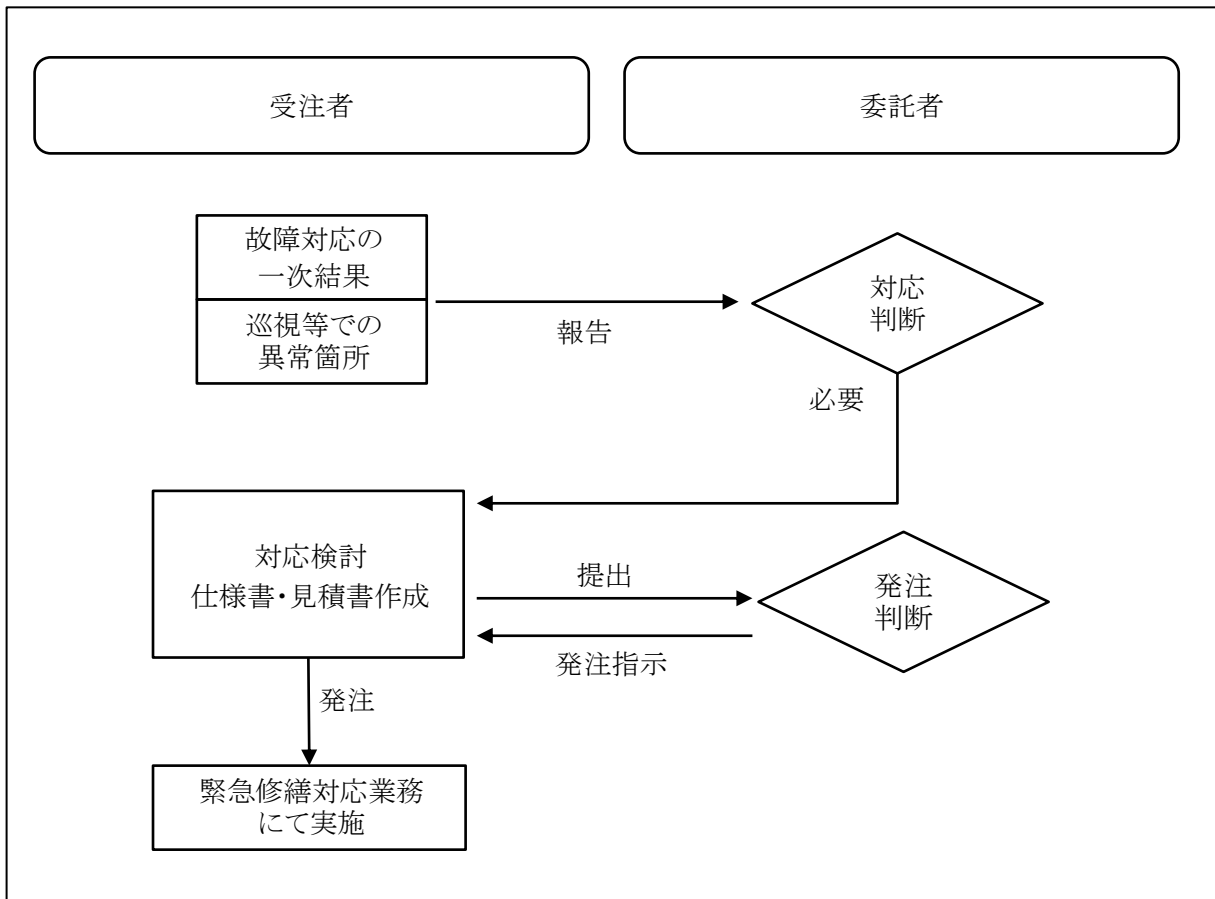 受注者
委託者
故障対応の
一次結果
巡視等での
異常箇所
報告
対応
判断
必要
対応検討
仕様書・見積書作成
提出
発注指示
発注
判断
発注
緊急修繕対応業務
にて実施